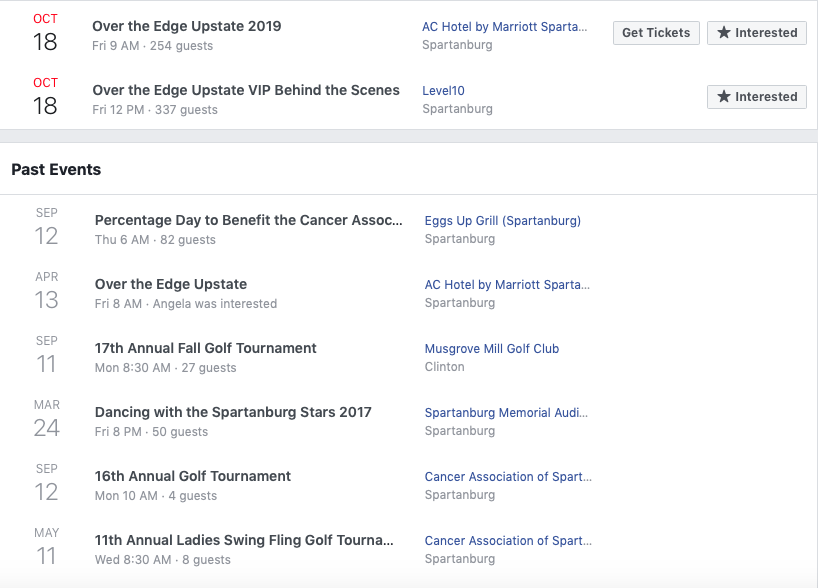 OCT
18
Over the Edge Upstate 2019
Fri 9 AM · 254 guests
AC Hotel by Marriott Sparta...
Spartanburg
Get Tickets
★ Interested
OCT
18
Over the Edge Upstate VIP Behind the Scenes
Fri 12 PM · 337 guests
Level10
Spartanburg
★ Interested
Past Events
SEP
12
Percentage Day to Benefit the Cancer Assoc...
Thu 6 AM · 82 guests
Eggs Up Grill (Spartanburg)
Spartanburg
APR
13
Over the Edge Upstate
Fri 8 AM · Angela was interested
AC Hotel by Marriott Sparta...
Spartanburg
SEP
11
17th Annual Fall Golf Tournament
Mon 8:30 AM · 27 guests
Musgrove Mill Golf Club
Clinton
MAR
24
Dancing with the Spartanburg Stars 2017
Fri 8 PM · 50 guests
Spartanburg Memorial Audi...
Spartanburg
SEP
12
16th Annual Golf Tournament
Mon 10 AM · 4 guests
Cancer Association of Spart...
Spartanburg
MAY
11
11th Annual Ladies Swing Fling Golf Tourna...
Wed 8:30 AM · 8 guests
Cancer Association of Spart...
Spartanburg